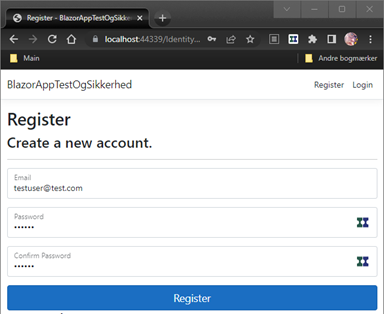 Register - BlazorAppTestOgSikkerhed
localhost:44339/Identity...
Main
Andre bogmærker
BlazorAppTestOgSikkerhed
Register
Login
Register
Create a new account.
Email
testuser@test.com
Password
••••••
Confirm Password
••••••
Register